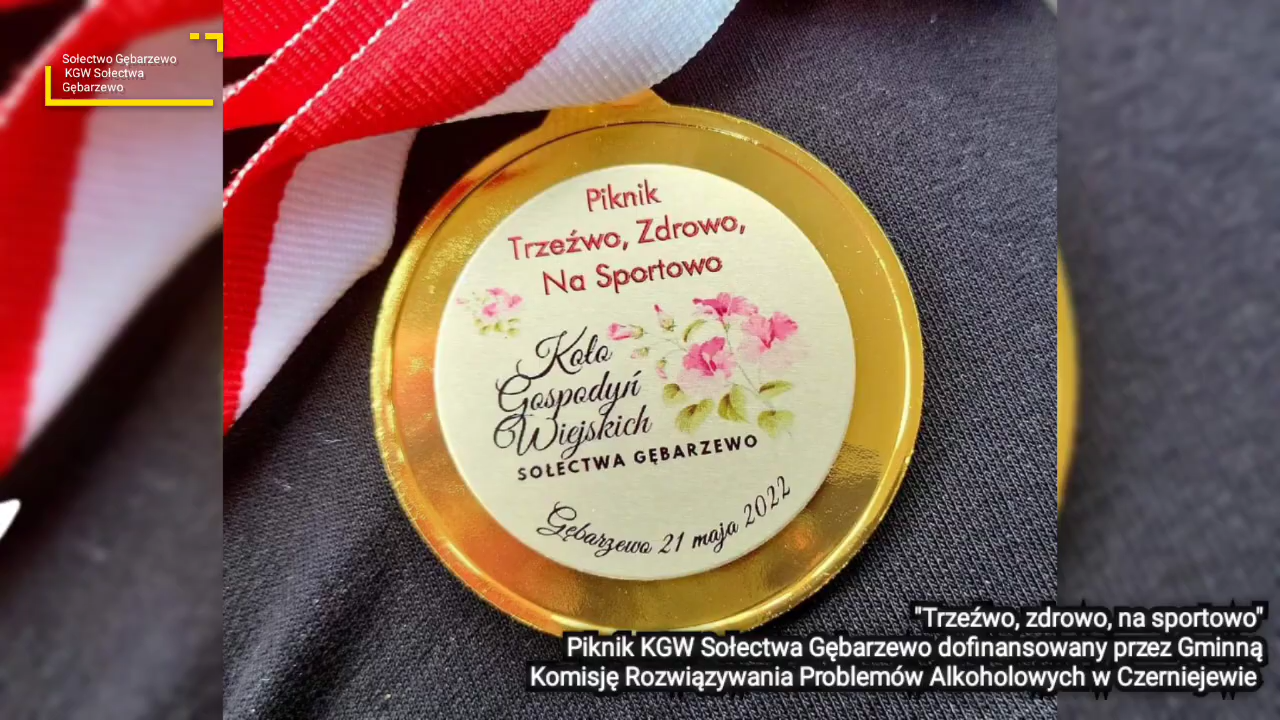 Sołectwo Gębarzewo
KGW Sołectwa
Gębarzewo
Piknik
Trzeźwo, Zdrowo,
Na Sportowo
Koło
Gospodyń
Wiejskich
SOŁECTWA GĘBARZEWO
Gębarzewo 21 maja 2022
"Trzeźwo, zdrowo, na sportowo"
Piknik KGW Sołectwa Gębarzewo dofinansowany przez Gminną
Komisję Rozwiązywania Problemów Alkoholowych w Czerniejewie